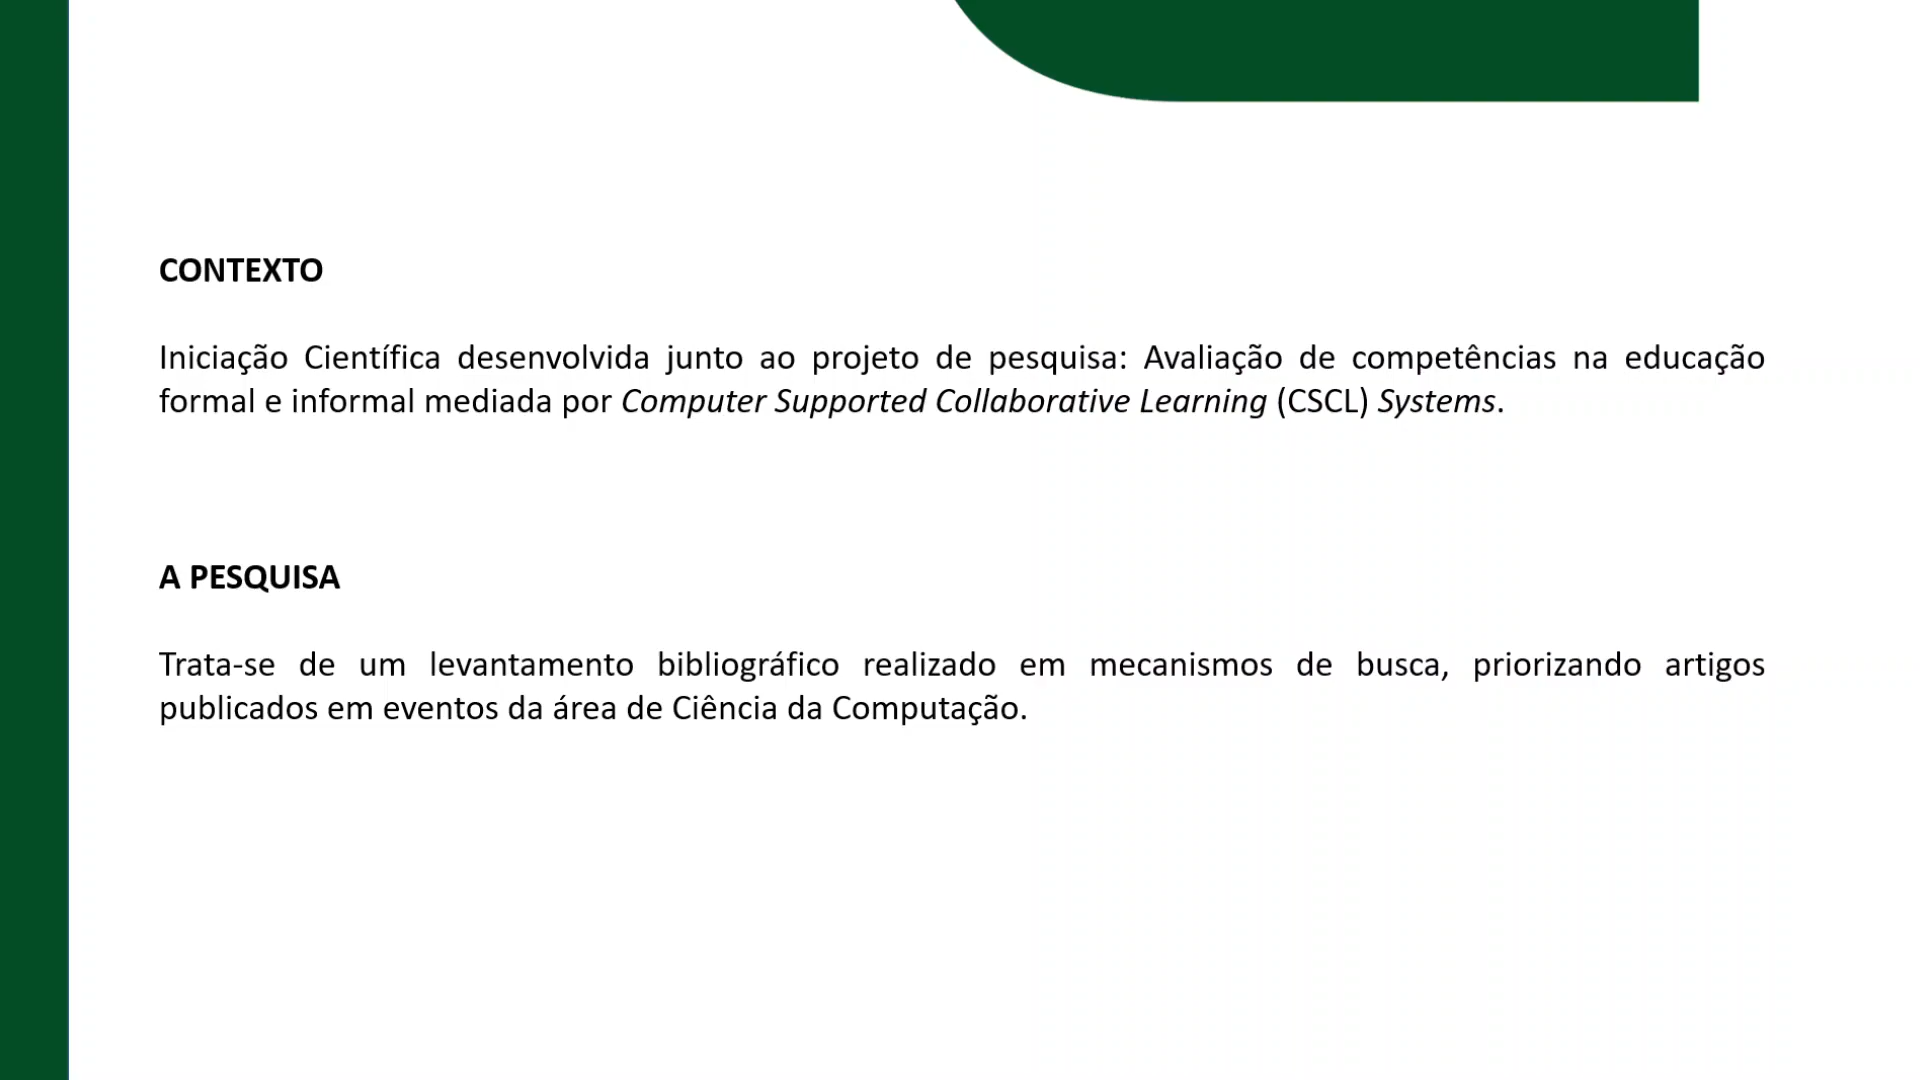 CONTEXTO
Iniciação Científica desenvolvida junto ao projeto de pesquisa: Avaliação de competências na educação
formal e informal mediada por Computer Supported Collaborative Learning (CSCL) Systems.
A PESQUISA
Trata-se de um levantamento bibliográfico realizado em mecanismos de busca, priorizando artigos
publicados em eventos da área de Ciência da Computação.